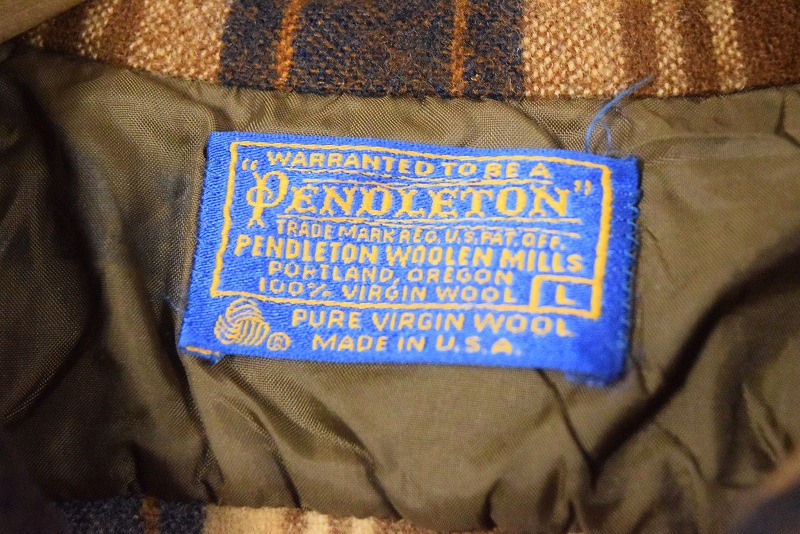 WARRANTED TO BE A
"PENDLETON"
TRADE MARK REG. U.S. PAT. OFF.
PENDLETON WOOLEN MILLS
PORTLAND, OREGON
100% VIRGIN WOOL L
® PURE VIRGIN WOOL
MADE IN U.S.A.